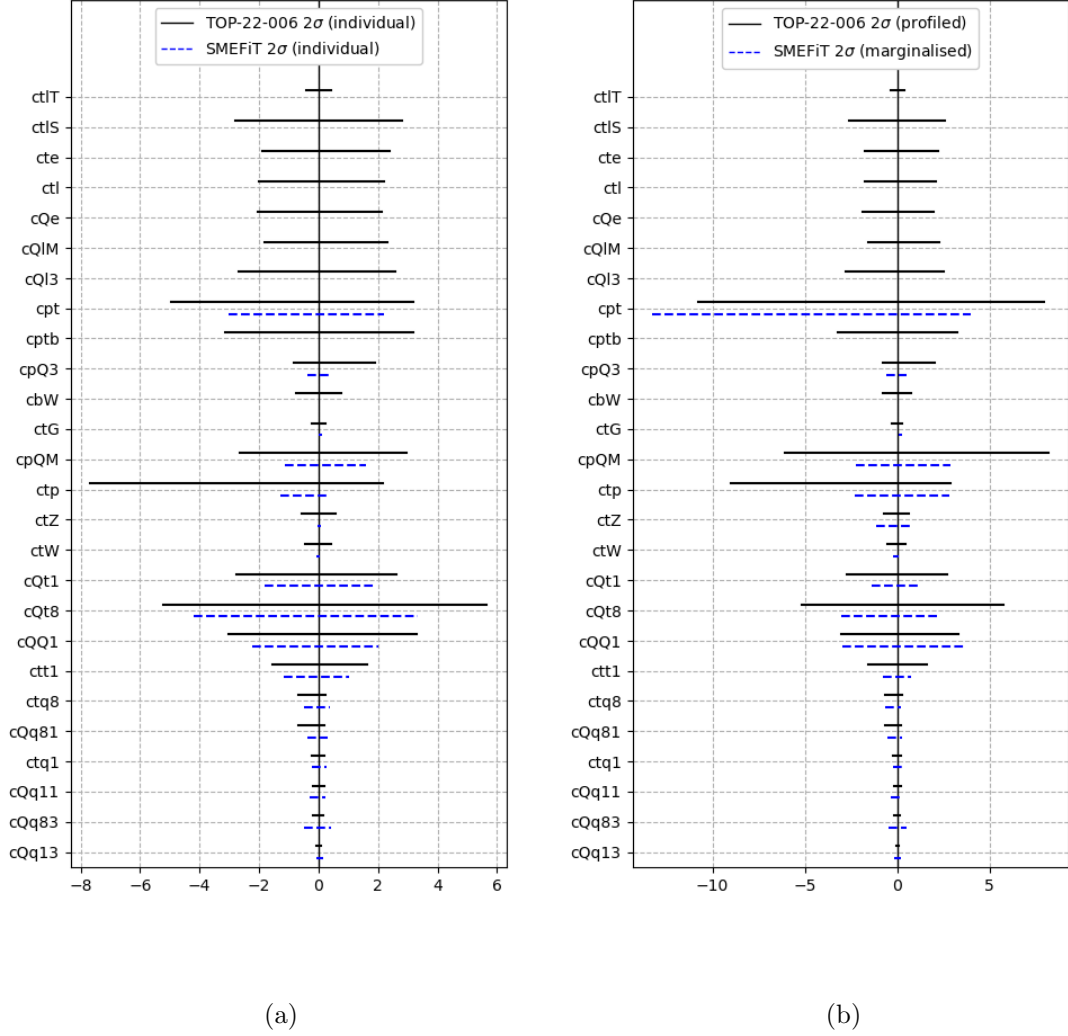 TOP-22-006 2σ (individual)
SMEFiT 2σ (individual)
ctlT
ctlS
cte
ctl
cQe
cQlM
cQl3
cpt
cptb
cpQ3
cbW
ctG
cpQM
ctp
ctZ
ctW
cQt1
cQt8
cQQ1
ctt1
ctq8
cQq81
ctq1
cQq11
cQq83
cQq13
−8 −6 −4 −2 0 2 4 6
(a)
TOP-22-006 2σ (profiled)
SMEFiT 2σ (marginalised)
ctlT
ctlS
cte
ctl
cQe
cQlM
cQl3
cpt
cptb
cpQ3
cbW
ctG
cpQM
ctp
ctZ
ctW
cQt1
cQt8
cQQ1
ctt1
ctq8
cQq81
ctq1
cQq11
cQq83
cQq13
−10 −5 0 5
(b)